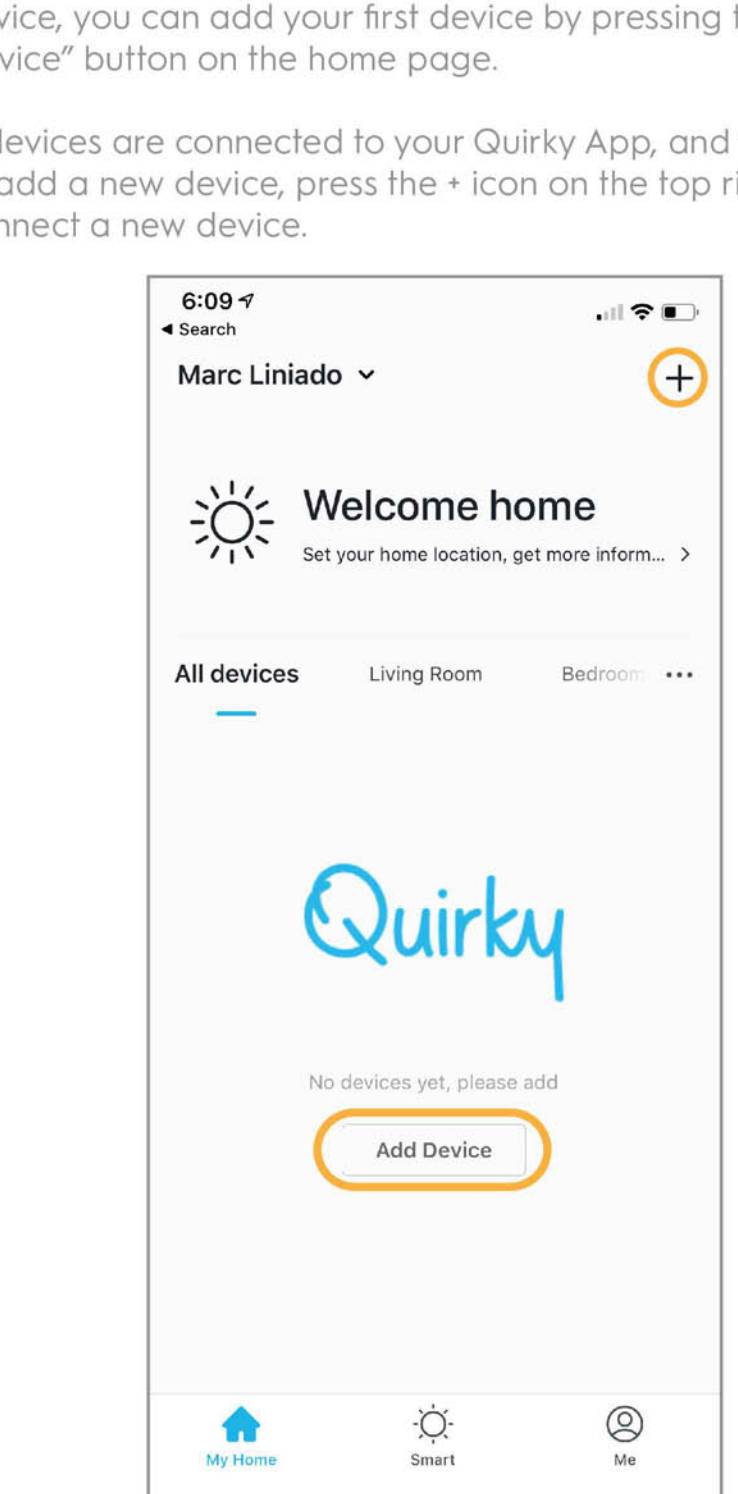 vice, you can add your first device by pressing t
vice" button on the home page.
devices are connected to your Quirky App, and
add a new device, press the + icon on the top ri
nnect a new device.
6:09
◀ Search
Marc Liniado
+
Welcome home
Set your home location, get more inform... >
All devices Living Room Bedroom ...
Quirky
No devices yet, please add
Add Device
My Home Smart Me